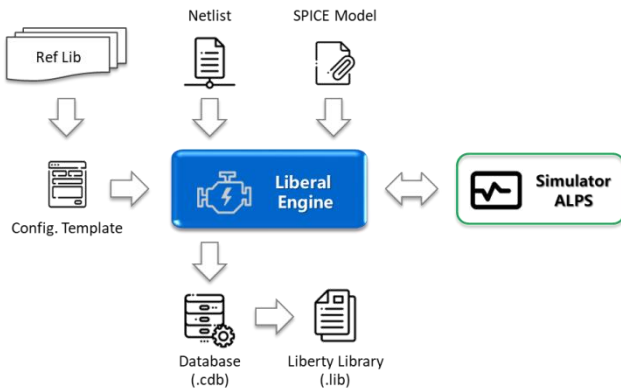 Netlist
SPICE Model
Ref Lib
Config. Template
Liberal
Engine
Simulator
ALPS
Database
(.cdb)
Liberty Library
(.lib)